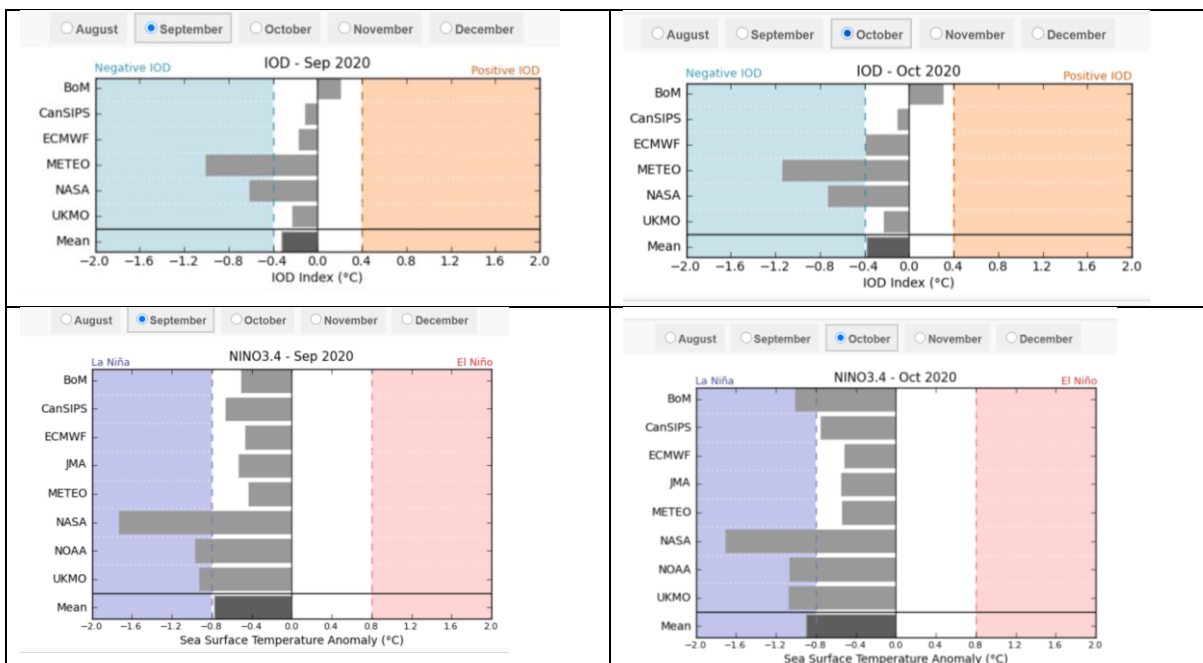 August September October November December
IOD - Sep 2020
Negative IOD Positive IOD
BoM
CanSIPS
ECMWF
METEO
NASA
UKMO
Mean
−2.0 −1.6 −1.2 −0.8 −0.4 0.0 0.4 0.8 1.2 1.6 2.0
IOD Index (°C)
August September October November December
IOD - Oct 2020
Negative IOD Positive IOD
BoM
CanSIPS
ECMWF
METEO
NASA
UKMO
Mean
−2.0 −1.6 −1.2 −0.8 −0.4 0.0 0.4 0.8 1.2 1.6 2.0
IOD Index (°C)
August September October November December
NINO3.4 - Sep 2020
La Niña El Niño
BoM
CanSIPS
ECMWF
JMA
METEO
NASA
NOAA
UKMO
Mean
−2.0 −1.6 −1.2 −0.8 −0.4 0.0 0.4 0.8 1.2 1.6 2.0
Sea Surface Temperature Anomaly (°C)
August September October November December
NINO3.4 - Oct 2020
La Niña El Niño
BoM
CanSIPS
ECMWF
JMA
METEO
NASA
NOAA
UKMO
Mean
−2.0 −1.6 −1.2 −0.8 −0.4 0.0 0.4 0.8 1.2 1.6 2.0
Sea Surface Temperature Anomaly (°C)